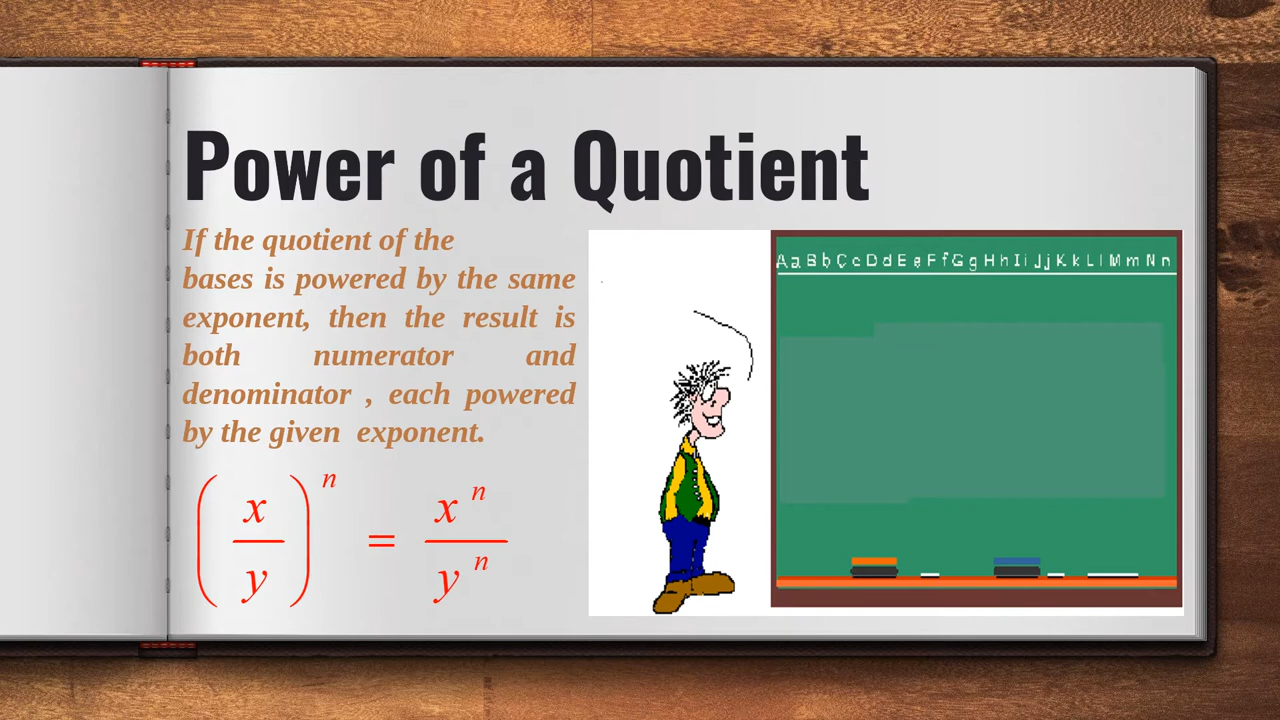 Power of a Quotient
If the quotient of the
bases is powered by the same
exponent, then the result is
both numerator and
denominator , each powered
by the given exponent.
(x/y)^n = x^n/y^n
AaBbCcDdEeFfGgHhIiJjKkLlMmNn